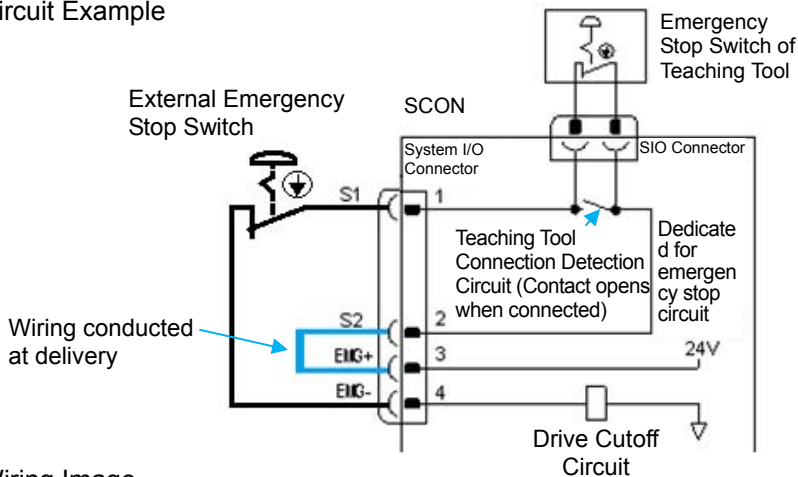 ircuit Example
Emergency
Stop Switch of
Teaching Tool
External Emergency
Stop Switch
SCON
System I/O
Connector
SIO Connector
S1
1
Teaching Tool
Connection Detection
Circuit (Contact opens
when connected)
Dedicate
d for
emergen
cy stop
circuit
Wiring conducted
at delivery
S2
2
EMG+
3
24V
EMG-
4
Drive Cutoff
Circuit
Wiring Image